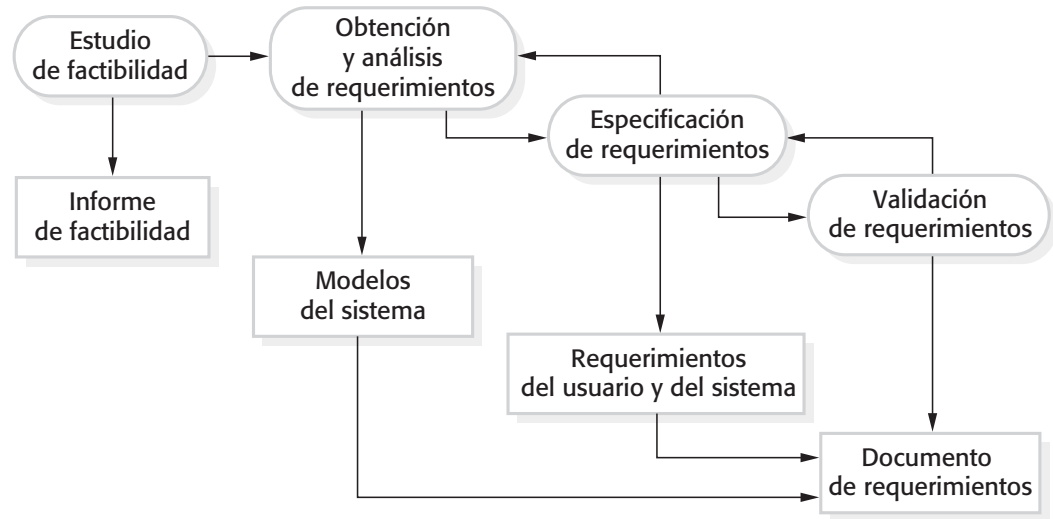 Estudio
de factibilidad
Obtención
y análisis
de requerimientos
Especificación
de requerimientos
Validación
de requerimientos
Informe
de factibilidad
Modelos
del sistema
Requerimientos
del usuario y del sistema
Documento
de requerimientos